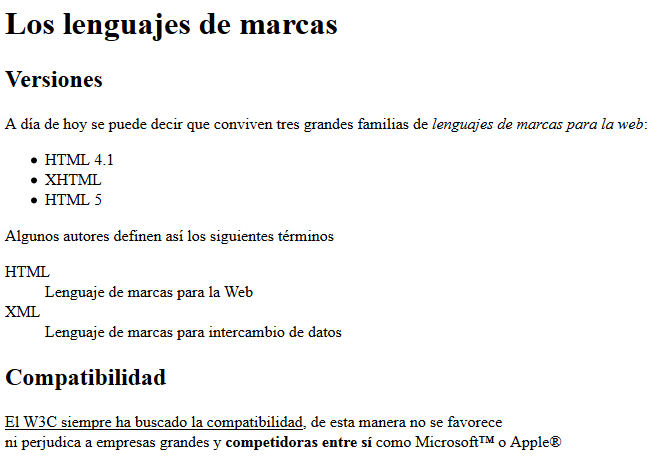 Los lenguajes de marcas
Versiones
A día de hoy se puede decir que conviven tres grandes familias de lenguajes de marcas para la web:
• HTML 4.1
• XHTML
• HTML 5
Algunos autores definen así los siguientes términos
HTML
Lenguaje de marcas para la Web
XML
Lenguaje de marcas para intercambio de datos
Compatibilidad
El W3C siempre ha buscado la compatibilidad, de esta manera no se favorece
ni perjudica a empresas grandes y competidoras entre sí como Microsoft™ o Apple®